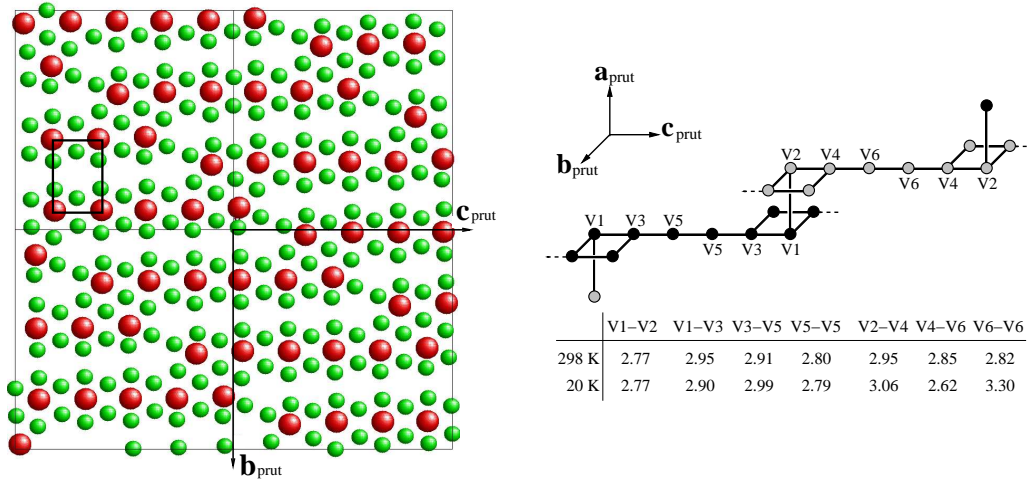 c prut
b prut
a prut
c prut
b prut
V2 V4 V6
V6 V4 V2
V1 V3 V5
V5 V3 V1
V1–V2 V1–V3 V3–V5 V5–V5 V2–V4 V4–V6 V6–V6
298 K 2.77 2.95 2.91 2.80 2.95 2.85 2.82
20 K 2.77 2.90 2.99 2.79 3.06 2.62 3.30